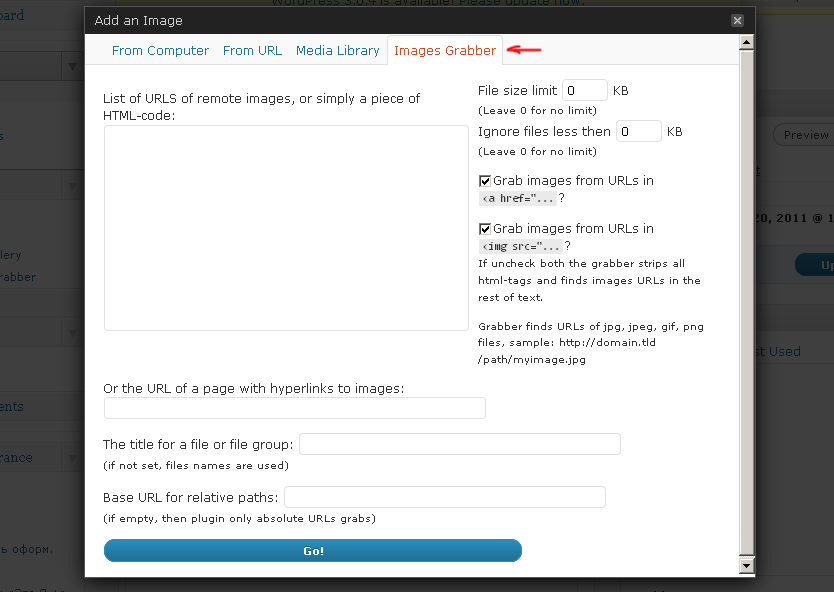 WordPress 3.0.4 is available! Please update now.
Add an Image
From Computer From URL Media Library Images Grabber
List of URLS of remote images, or simply a piece of
HTML-code:
File size limit 0 KB
(Leave 0 for no limit)
Ignore files less then 0 KB
(Leave 0 for no limit)
Grab images from URLs in
<a href="... ?
Grab images from URLs in
<img src="... ?
If uncheck both the grabber strips all
html-tags and finds images URLs in the
rest of text.
Grabber finds URLs of jpg, jpeg, gif, png
files, sample: http://domain.tld
/path/myimage.jpg
Or the URL of a page with hyperlinks to images:
The title for a file or file group:
(if not set, files names are used)
Base URL for relative paths:
(if empty, then plugin only absolute URLs grabs)
Go!
oard
lery
rabber
ents
rance
ь оформ.
Preview
20, 2011 @ 1
Up
st Used